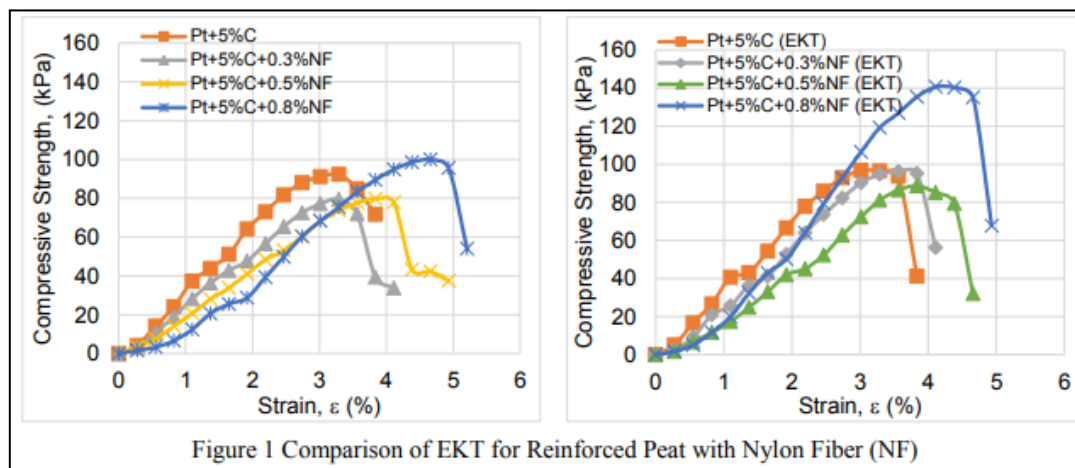 Compressive Strength, (kPa)
160
140
120
100
80
60
40
20
0
Pt+5%C
Pt+5%C+0.3%NF
Pt+5%C+0.5%NF
Pt+5%C+0.8%NF
0 1 2 3 4 5 6
Strain, ε (%)
Compressive Strength, (kPa)
160
140
120
100
80
60
40
20
0
Pt+5%C (EKT)
Pt+5%C+0.3%NF (EKT)
Pt+5%C+0.5%NF (EKT)
Pt+5%C+0.8%NF (EKT)
0 1 2 3 4 5 6
Strain, ε (%)
Figure 1 Comparison of EKT for Reinforced Peat with Nylon Fiber (NF)